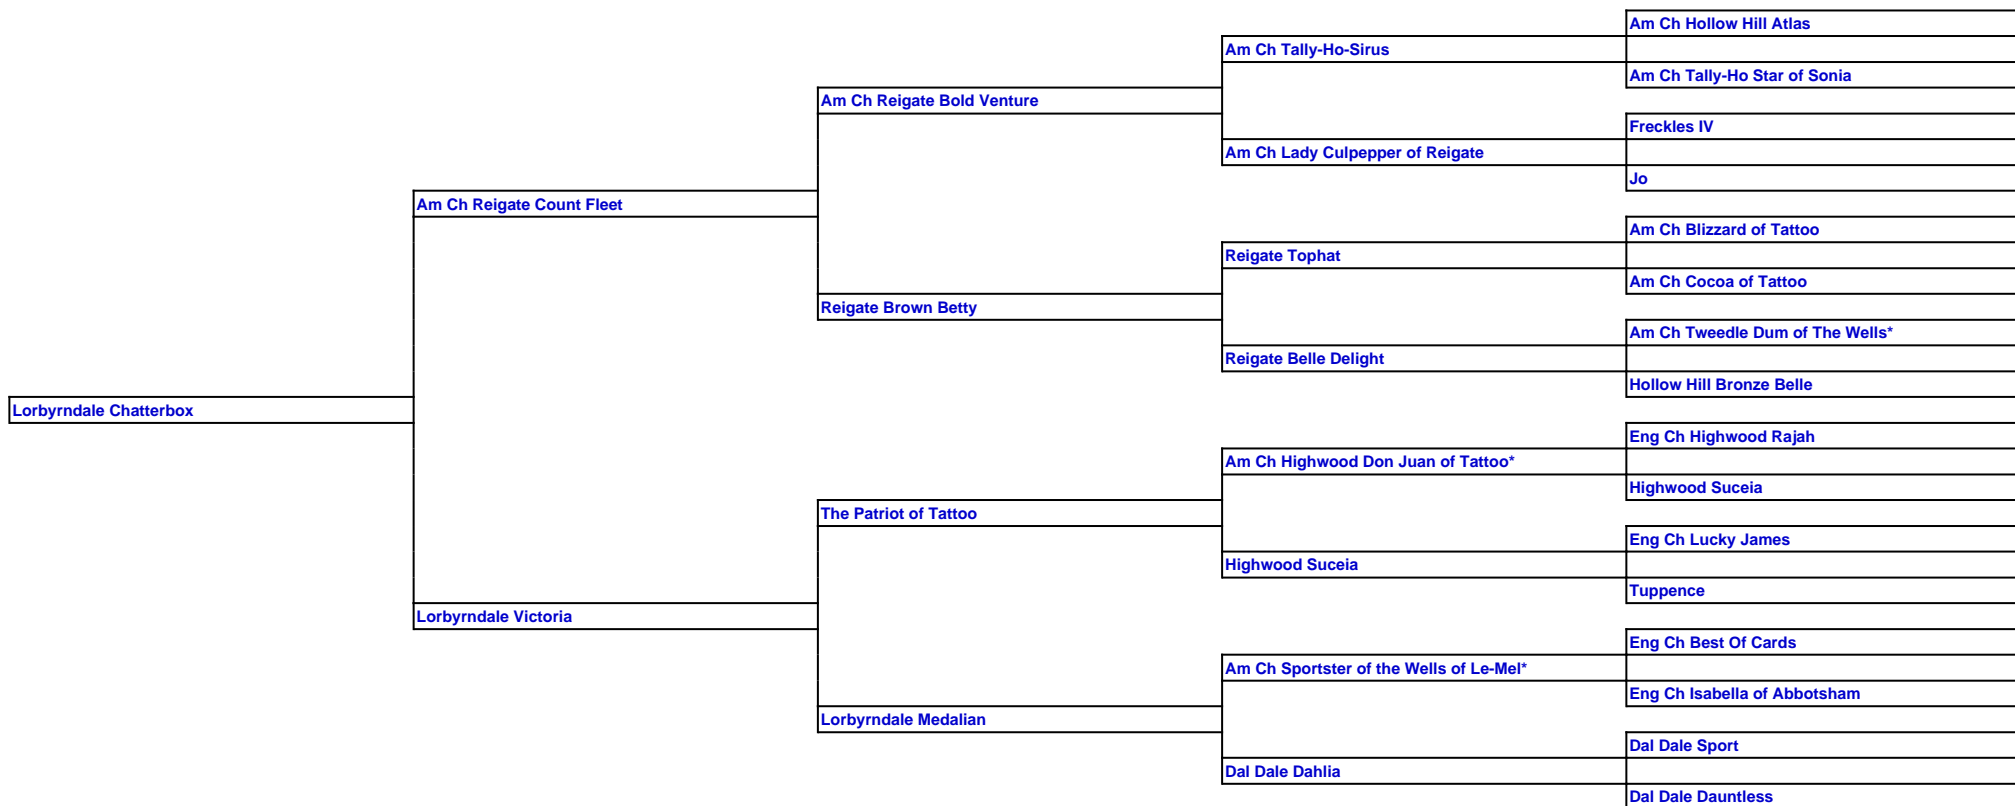 Am Ch Hollow Hill Atlas
Am Ch Tally-Ho-Sirus
Am Ch Tally-Ho Star of Sonia
Am Ch Reigate Bold Venture
Freckles IV
Am Ch Lady Culpepper of Reigate
Jo
Am Ch Reigate Count Fleet
Am Ch Blizzard of Tattoo
Reigate Tophat
Am Ch Cocoa of Tattoo
Reigate Brown Betty
Am Ch Tweedle Dum of The Wells*
Reigate Belle Delight
Hollow Hill Bronze Belle
Lorbyrndale Chatterbox
Eng Ch Highwood Rajah
Am Ch Highwood Don Juan of Tattoo*
Highwood Suceia
The Patriot of Tattoo
Eng Ch Lucky James
Highwood Suceia
Tuppence
Lorbyrndale Victoria
Eng Ch Best Of Cards
Am Ch Sportster of the Wells of Le-Mel*
Eng Ch Isabella of Abbotsham
Lorbyrndale Medalian
Dal Dale Sport
Dal Dale Dahlia
Dal Dale Dauntless